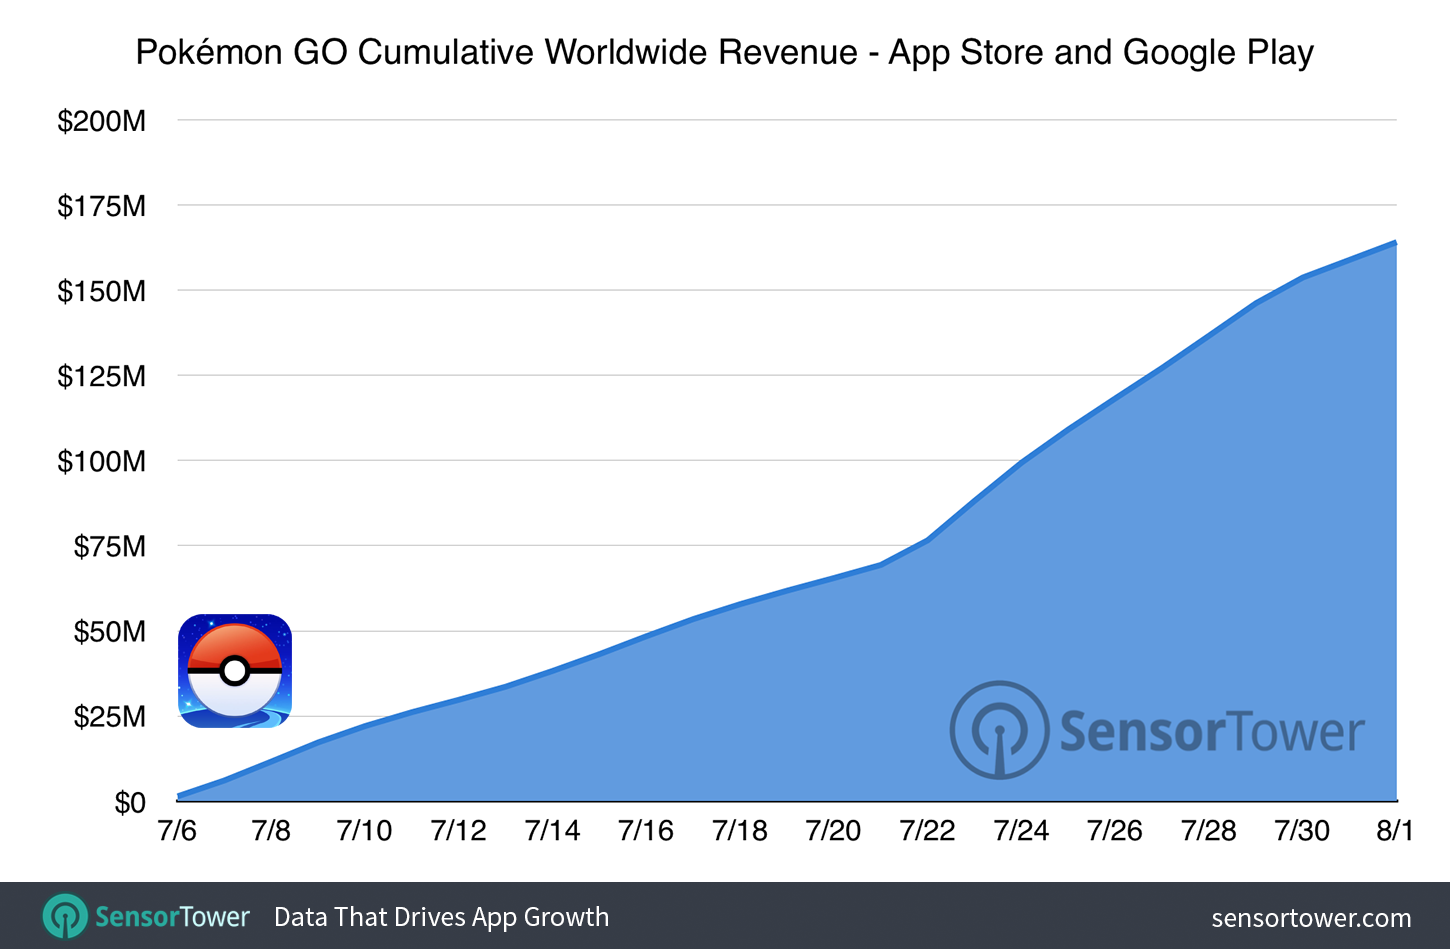 Pokémon GO Cumulative Worldwide Revenue - App Store and Google Play
$200M
$175M
$150M
$125M
$100M
$75M
$50M
$25M
$0
7/6 7/8 7/10 7/12 7/14 7/16 7/18 7/20 7/22 7/24 7/26 7/28 7/30 8/1
SensorTower
SensorTower Data That Drives App Growth sensortower.com